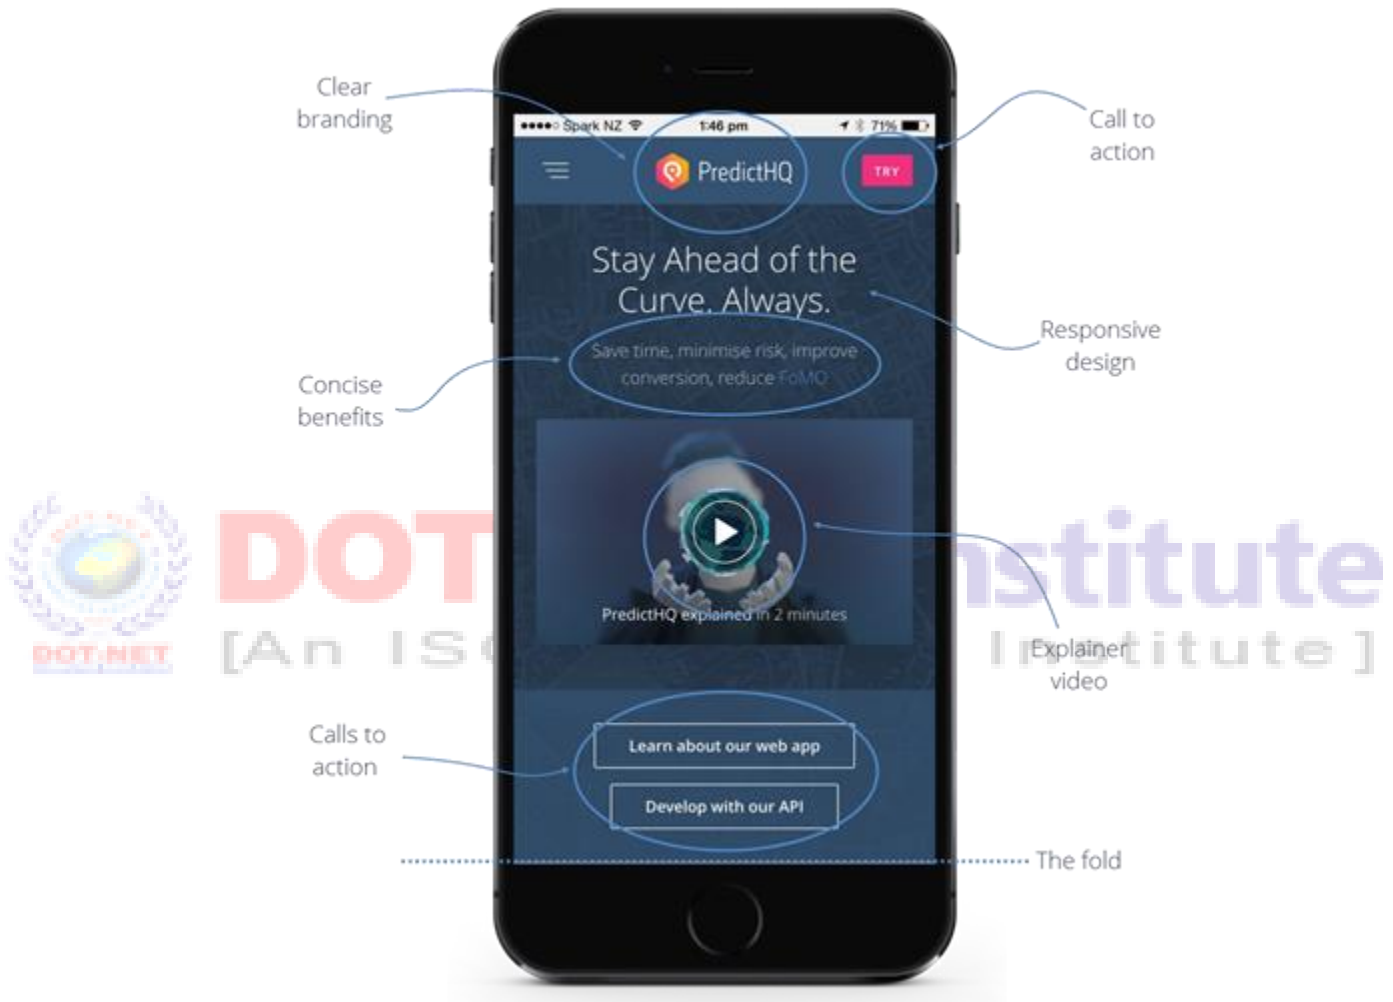 Clear
branding
Call to
action
Spark NZ
1:46 pm
71%
PredictHQ
TRY
Stay Ahead of the
Curve. Always.
Responsive
design
Save time, minimise risk, improve
conversion, reduce FoMO
Concise
benefits
DOT
nstitute
PredictHQ explained in 2 minutes
[An IS
Institute]
DOT-NET
Explainer
video
Calls to
action
Learn about our web app
Develop with our API
The fold